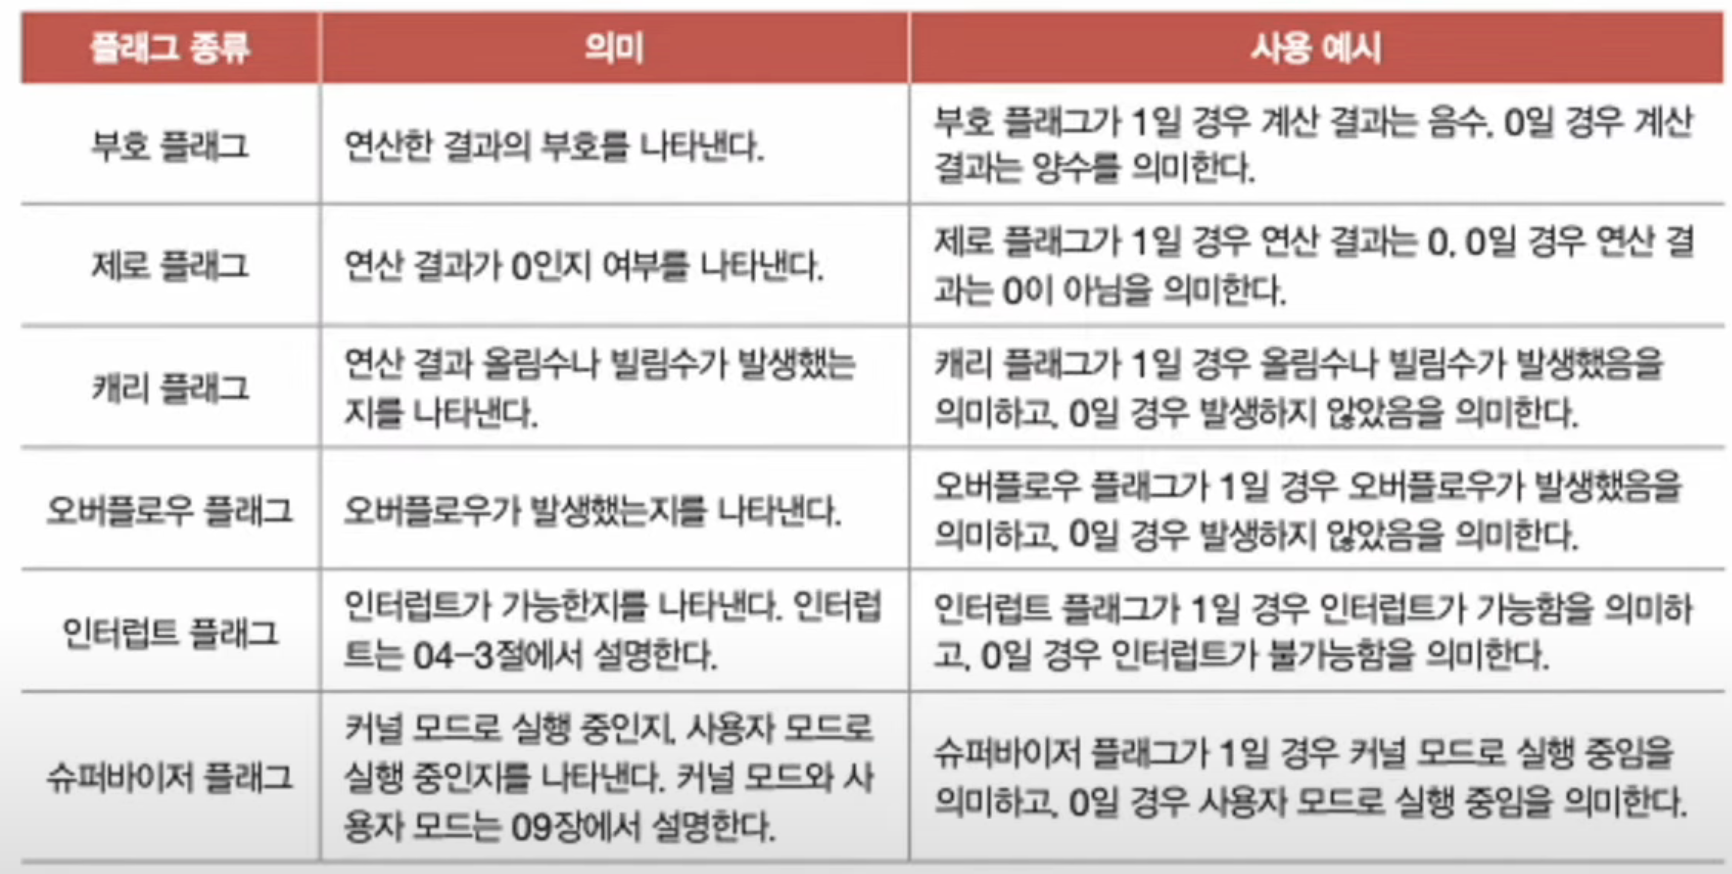 플래그 종류
의미
사용 예시
부호 플래그
연산한 결과의 부호를 나타낸다.
부호 플래그가 1일 경우 계산 결과는 음수, 0일 경우 계산
결과는 양수를 의미한다.
제로 플래그
연산 결과가 0인지 여부를 나타낸다.
제로 플래그가 1일 경우 연산 결과는 0, 0일 경우 연산 결
과는 0이 아님을 의미한다.
캐리 플래그
연산 결과 올림수나 빌림수가 발생했는
지를 나타낸다.
캐리 플래그가 1일 경우 올림수나 빌림수가 발생했음을
의미하고, 0일 경우 발생하지 않았음을 의미한다.
오버플로우 플래그
오버플로우가 발생했는지를 나타낸다.
오버플로우 플래그가 1일 경우 오버플로우가 발생했음을
의미하고, 0일 경우 발생하지 않았음을 의미한다.
인터럽트 플래그
인터럽트가 가능한지를 나타낸다. 인터럽
트는 04-3절에서 설명한다.
인터럽트 플래그가 1일 경우 인터럽트가 가능함을 의미하
고, 0일 경우 인터럽트가 불가능함을 의미한다.
슈퍼바이저 플래그
커널 모드로 실행 중인지, 사용자 모드로
실행 중인지를 나타낸다. 커널 모드와 사
용자 모드는 09장에서 설명한다.
슈퍼바이저 플래그가 1일 경우 커널 모드로 실행 중임을
의미하고, 0일 경우 사용자 모드로 실행 중임을 의미한다.